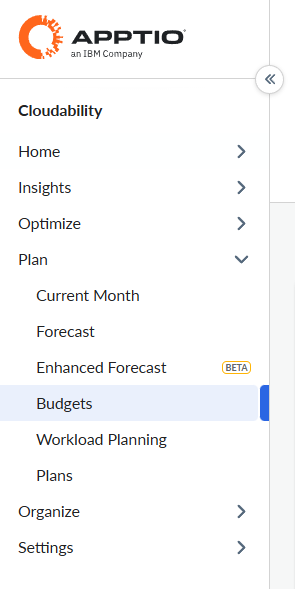 APPTIO
an IBM Company
Cloudability
Home
Insights
Optimize
Plan
Current Month
Forecast
Enhanced Forecast BETA
Budgets
Workload Planning
Plans
Organize
Settings